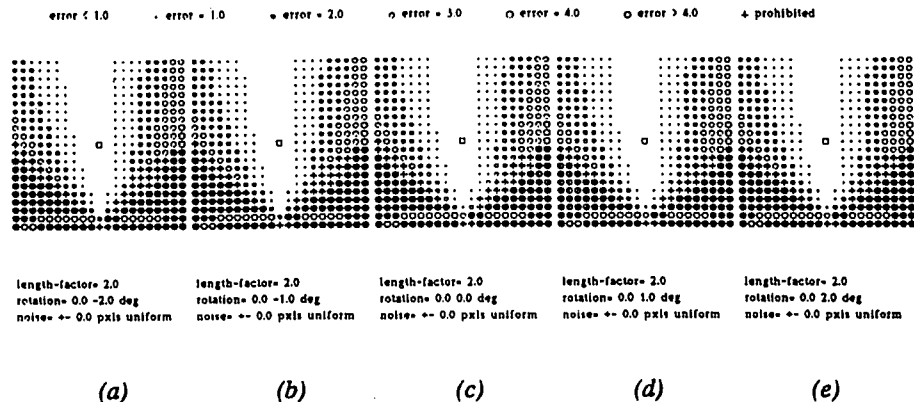 error < 1.0 · error = 1.0 • error = 2.0 o error = 3.0 O error = 4.0 O error > 4.0 + prohibited
length-factor= 2.0 length-factor= 2.0 length-factor= 2.0 length-factor= 2.0 length-factor= 2.0
rotation= 0.0 -2.0 deg rotation= 0.0 -1.0 deg rotation= 0.0 0.0 deg rotation= 0.0 1.0 deg rotation= 0.0 2.0 deg
noise= +- 0.0 pxls uniform noise= +- 0.0 pxls uniform noise= +- 0.0 pxls uniform noise= +- 0.0 pxls uniform noise= +- 0.0 pxls uniform
(a) (b) (c) (d) (e)